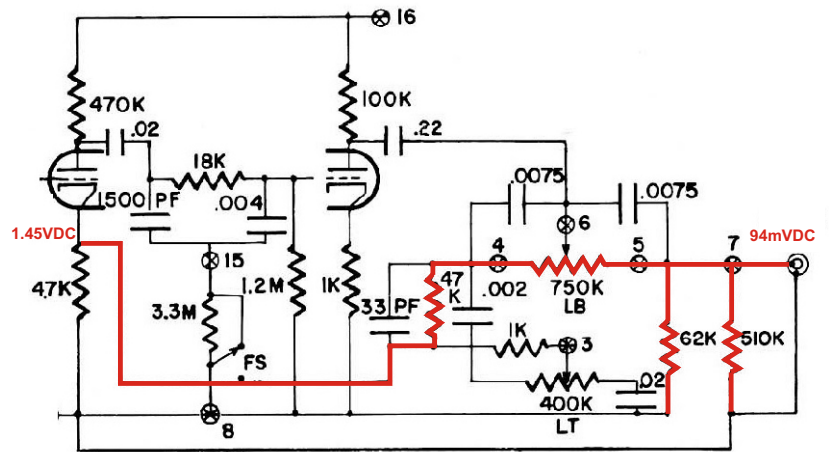 16
470K
100K
.02
.22
18K
.0075
.0075
1500 PF
.004
6
1.45VDC
4
5
7
94mVDC
15
47K
3.3M
1.2M
1K
33 PF
47
K
.002
750K
LB
62K
510K
FS
1K
3
400K
.02
LT
8